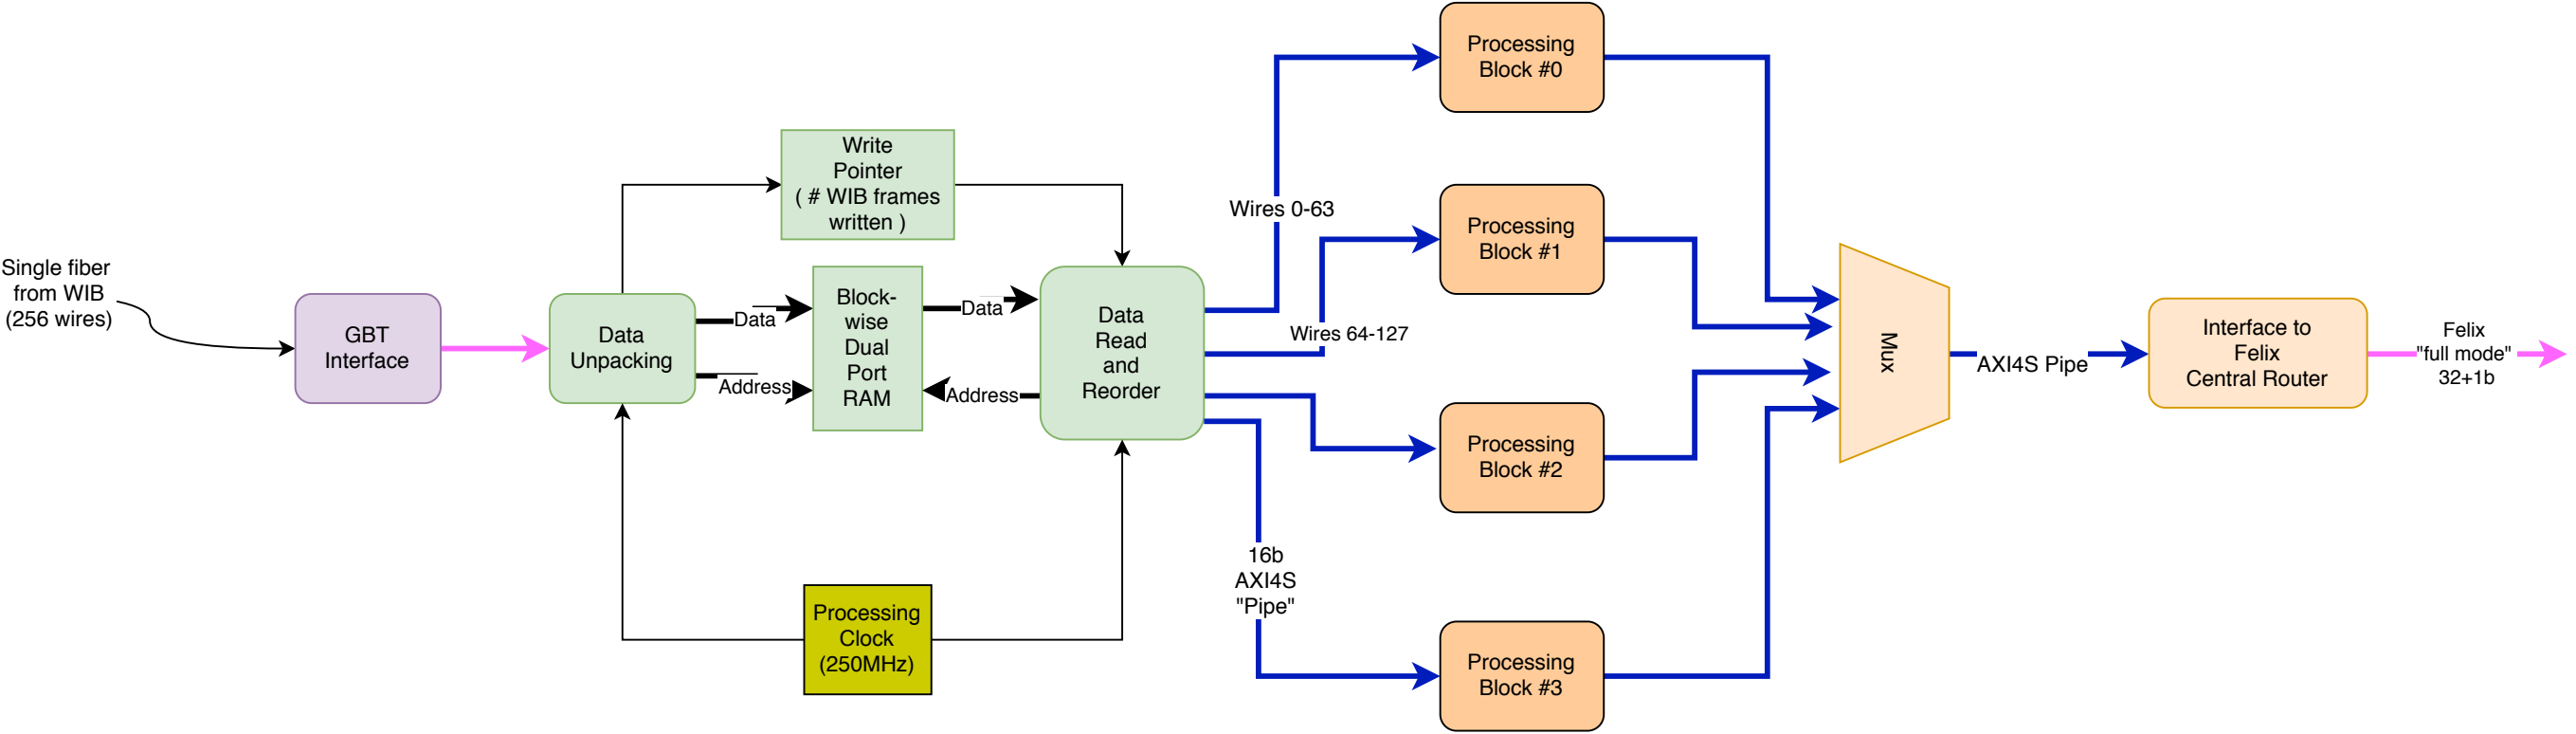 Single fiber
from WIB
(256 wires)
GBT
Interface
Data
Unpacking
Write
Pointer
( # WIB frames
written )
Data
Address
Block-
wise
Dual
Port
RAM
Data
Address
Data
Read
and
Reorder
Processing
Clock
(250MHz)
Wires 0-63
Wires 64-127
16b
AXI4S
"Pipe"
Processing
Block #0
Processing
Block #1
Processing
Block #2
Processing
Block #3
Mux
AXI4S Pipe
Interface to
Felix
Central Router
Felix
"full mode"
32+1b